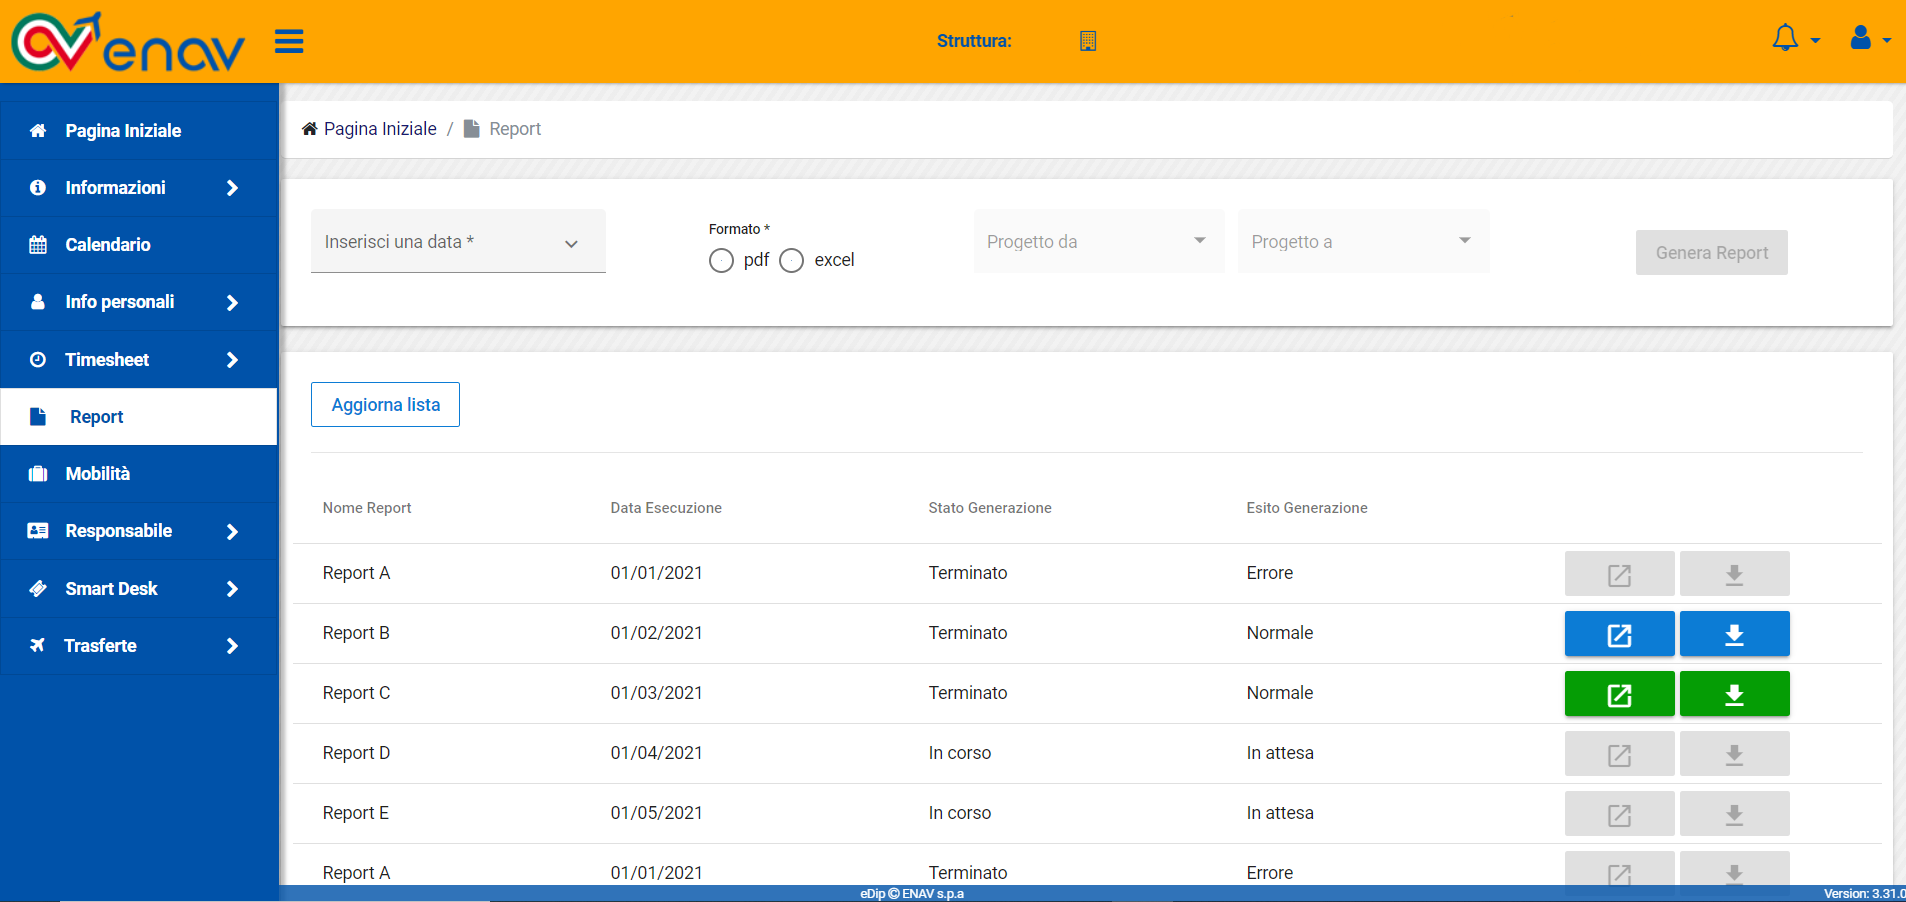 enav
Struttura:
Pagina Iniziale
Informazioni
Calendario
Info personali
Timesheet
Report
Mobilità
Responsabile
Smart Desk
Trasferte
Pagina Iniziale / Report
Inserisci una data *
Formato *
pdf excel
Progetto da
Progetto a
Genera Report
Aggiorna lista
Nome Report Data Esecuzione Stato Generazione Esito Generazione
Report A 01/01/2021 Terminato Errore
Report B 01/02/2021 Terminato Normale
Report C 01/03/2021 Terminato Normale
Report D 01/04/2021 In corso In attesa
Report E 01/05/2021 In corso In attesa
Report A 01/01/2021 Terminato Errore
eDip © ENAV s.p.a
Version: 3.31.0